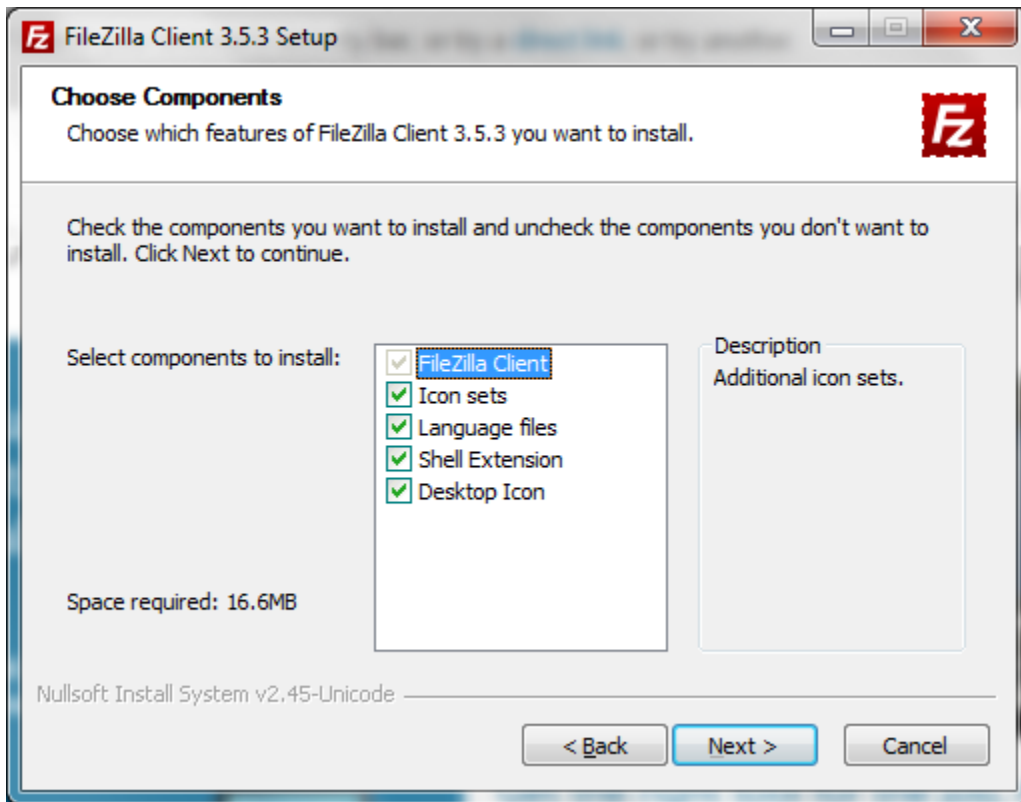 FileZilla Client 3.5.3 Setup
Choose Components
Choose which features of FileZilla Client 3.5.3 you want to install.
Check the components you want to install and uncheck the components you don't want to
install. Click Next to continue.
Select components to install:
FileZilla Client
Icon sets
Language files
Shell Extension
Desktop Icon
Description
Additional icon sets.
Space required: 16.6MB
Nullsoft Install System v2.45-Unicode
< Back
Next >
Cancel